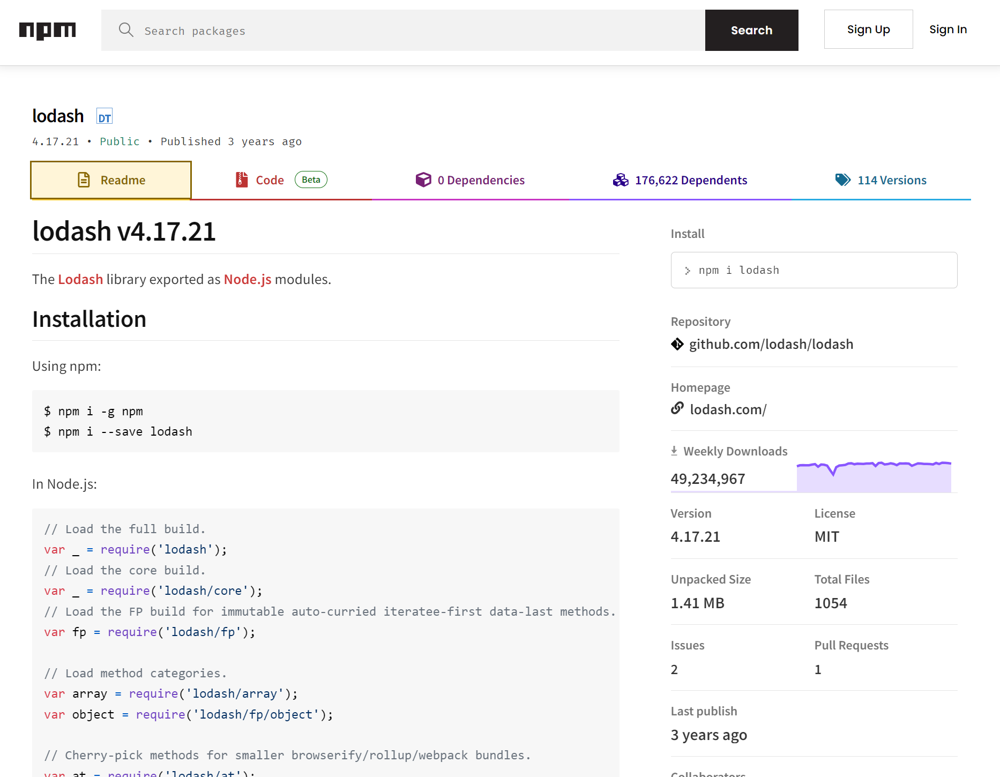 npm
Search packages
Search
Sign Up
Sign In
lodash DT
4.17.21 • Public • Published 3 years ago
Readme
Code Beta
0 Dependencies
176,622 Dependents
114 Versions
lodash v4.17.21
The Lodash library exported as Node.js modules.
Installation
Using npm:
$ npm i -g npm
$ npm i --save lodash
In Node.js:
// Load the full build.
var _ = require('lodash');
// Load the core build.
var _ = require('lodash/core');
// Load the FP build for immutable auto-curried iteratee-first data-last methods.
var fp = require('lodash/fp');
// Load method categories.
var array = require('lodash/array');
var object = require('lodash/fp/object');
// Cherry-pick methods for smaller browserify/rollup/webpack bundles.
var at = require('lodash/at');
Install
> npm i lodash
Repository
github.com/lodash/lodash
Homepage
lodash.com/
Weekly Downloads
49,234,967
Version
4.17.21
License
MIT
Unpacked Size
1.41 MB
Total Files
1054
Issues
2
Pull Requests
1
Last publish
3 years ago
Collaborators